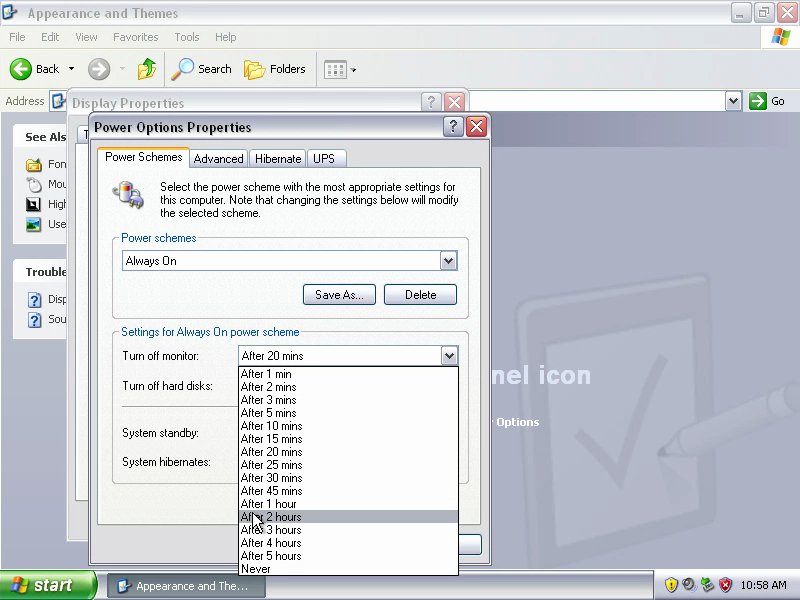 Appearance and Themes
File Edit View Favorites Tools Help
Back Search Folders
Address Go
Display Properties
Power Options Properties
See Als
Fon
Mou
High
Use
Trouble
Disp
Sou
Power Schemes Advanced Hibernate UPS
Select the power scheme with the most appropriate settings for
this computer. Note that changing the settings below will modify
the selected scheme.
Power schemes
Always On
Save As... Delete
Settings for Always On power scheme
Turn off monitor: After 20 mins
Turn off hard disks:
System standby:
System hibernates:
After 1 min
After 2 mins
After 3 mins
After 5 mins
After 10 mins
After 15 mins
After 20 mins
After 25 mins
After 30 mins
After 45 mins
After 1 hour
After 2 hours
After 3 hours
After 4 hours
After 5 hours
Never
nel icon
Options
start Appearance and The... 10:58 AM